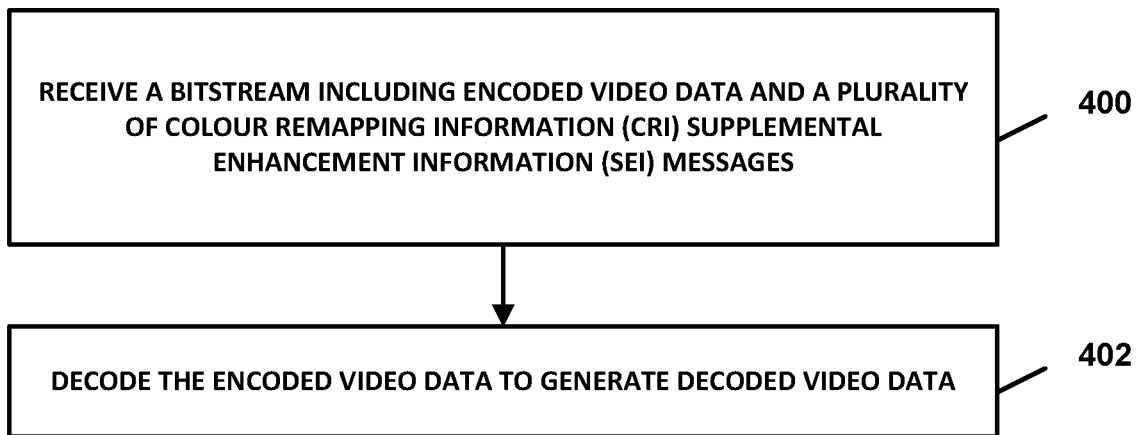 RECEIVE A BITSTREAM INCLUDING ENCODED VIDEO DATA AND A PLURALITY
OF COLOUR REMAPPING INFORMATION (CRI) SUPPLEMENTAL
ENHANCEMENT INFORMATION (SEI) MESSAGES
400
DECODE THE ENCODED VIDEO DATA TO GENERATE DECODED VIDEO DATA
402